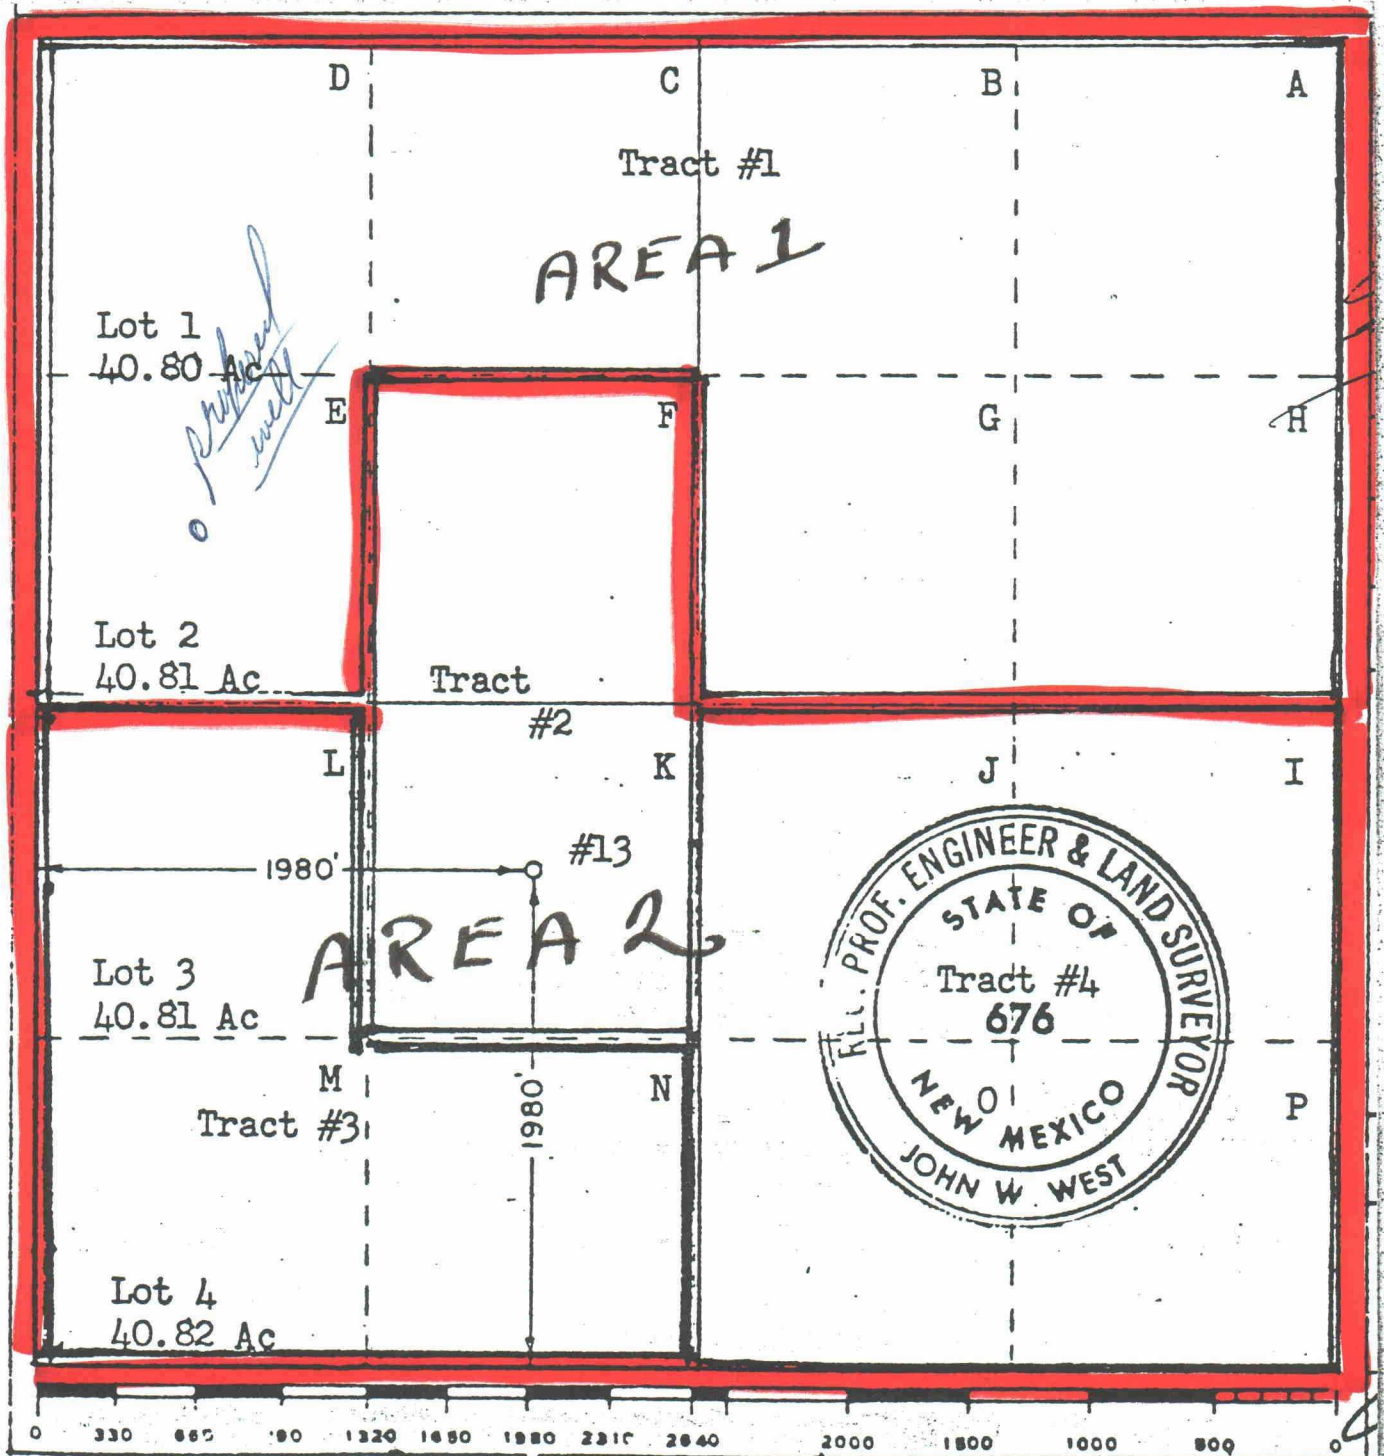 D
C
B
A
Tract #1
AREA 1
Lot 1
40.80 Ac
proposed
well
E
F
G
H
Lot 2
40.81 Ac
Tract
#2
L
K
J
I
1980'
#13
AREA 2
Lot 3
40.81 Ac
PROF. ENGINEER & LAND SURVEYOR
STATE OF
Tract #4
676
NEW MEXICO
JOHN W. WEST
M
N
O
P
Tract #3
1980'
Lot 4
40.82 Ac
0 330 660 90 1320 1650 1980 2310 2640 2000 1500 1000 500 0